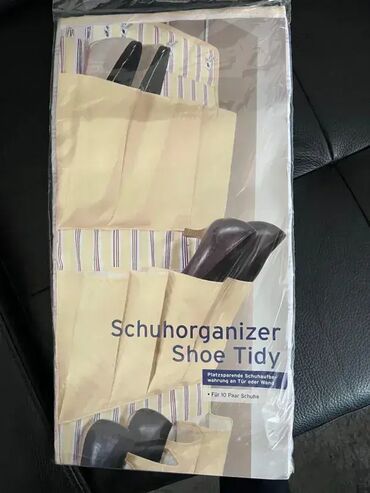 Schuhorganizer
Shoe Tidy
Platzsparende Schuhaufbe-
wahrung an Tür oder Wand
• Für 10 Paar Schuhe